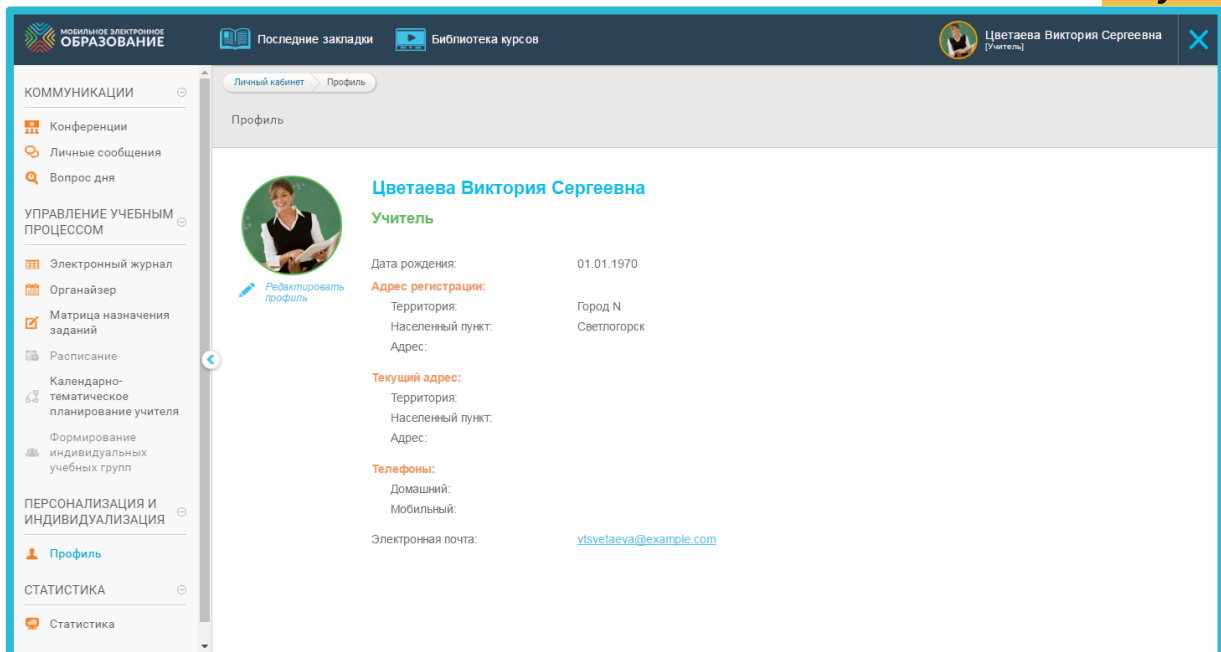 МОБИЛЬНОЕ ЭЛЕКТРОННОЕ
ОБРАЗОВАНИЕ
Последние закладки
Библиотека курсов
Цветаева Виктория Сергеевна
[Учитель]
КОММУНИКАЦИИ
Конференции
Личные сообщения
Вопрос дня
УПРАВЛЕНИЕ УЧЕБНЫМ
ПРОЦЕССОМ
Электронный журнал
Органайзер
Матрица назначения
заданий
Расписание
Календарно-
тематическое
планирование учителя
Формирование
индивидуальных
учебных групп
ПЕРСОНАЛИЗАЦИЯ И
ИНДИВИДУАЛИЗАЦИЯ
Профиль
СТАТИСТИКА
Статистика
Личный кабинет Профиль
Профиль
Редактировать
профиль
Цветаева Виктория Сергеевна
Учитель
Дата рождения: 01.01.1970
Адрес регистрации:
Территория: Город N
Населенный пункт: Светлогорск
Адрес:
Текущий адрес:
Территория:
Населенный пункт:
Адрес:
Телефоны:
Домашний:
Мобильный:
Электронная почта: vtsvetaeva@example.com